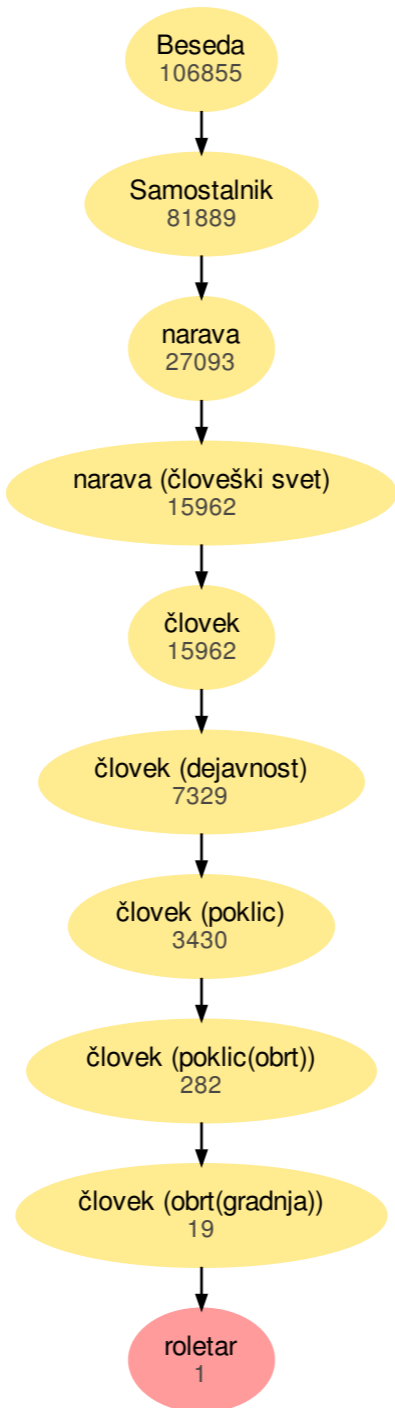 Beseda
106855
Samostalnik
81889
narava
27093
narava (človeški svet)
15962
človek
15962
človek (dejavnost)
7329
človek (poklic)
3430
človek (poklic(obrt))
282
človek (obrt(gradnja))
19
roletar
1